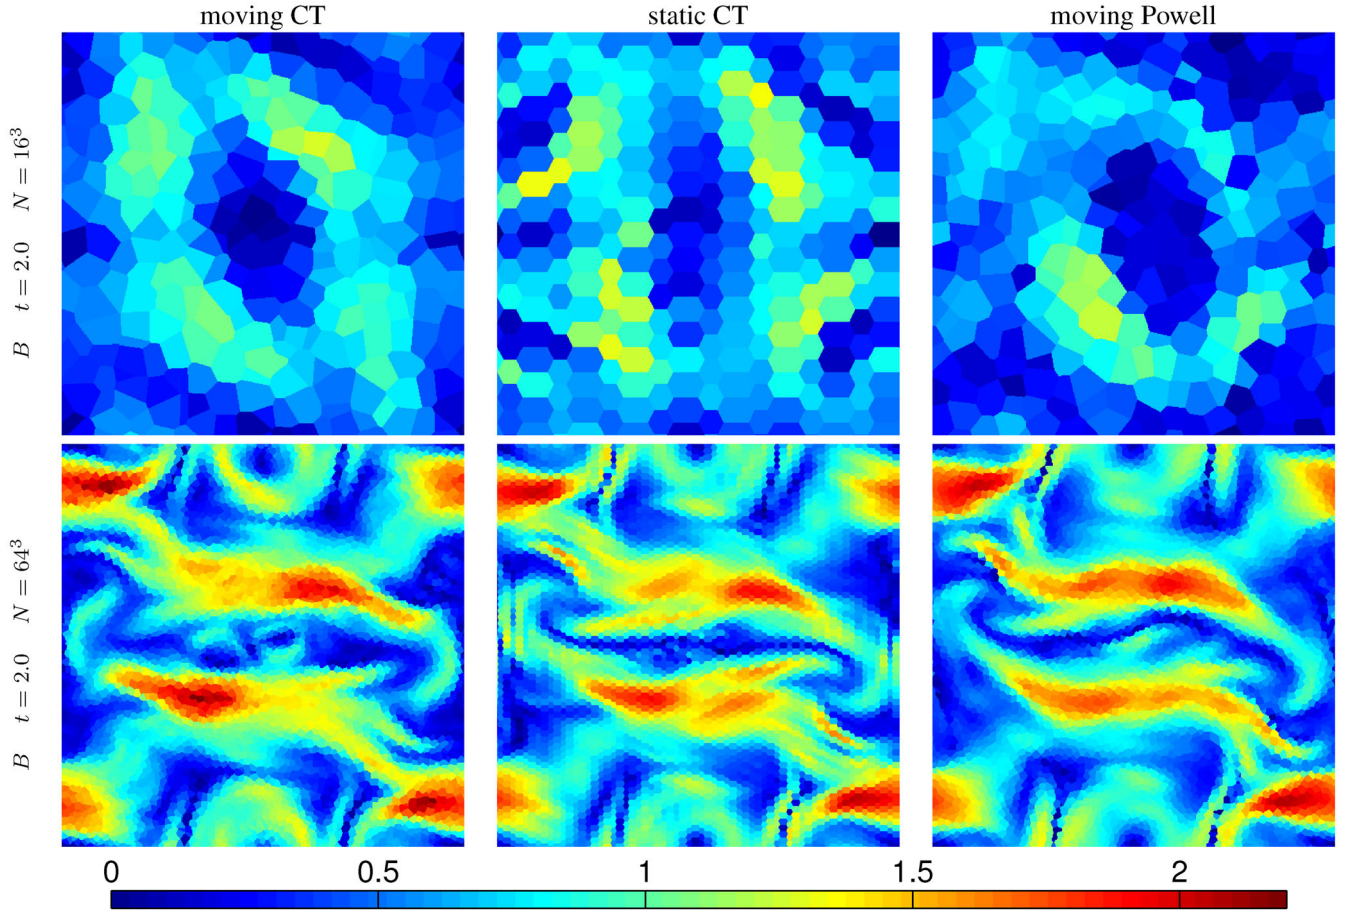 moving CT static CT moving Powell
B t = 2.0 N = 16³
B t = 2.0 N = 64³
0 0.5 1 1.5 2